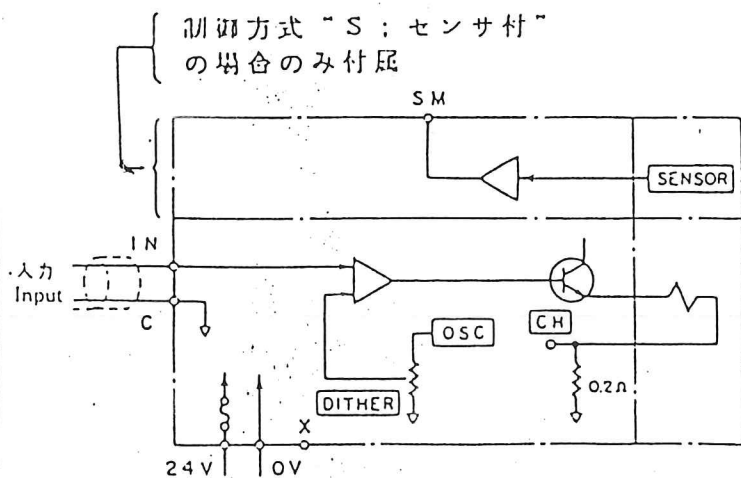 制御方式 "S ; センサ付"
の場合のみ付属
SM
SENSOR
IN
入力
Input
C
OSC
CH
DITHER
0.2Ω
X
24V
0V